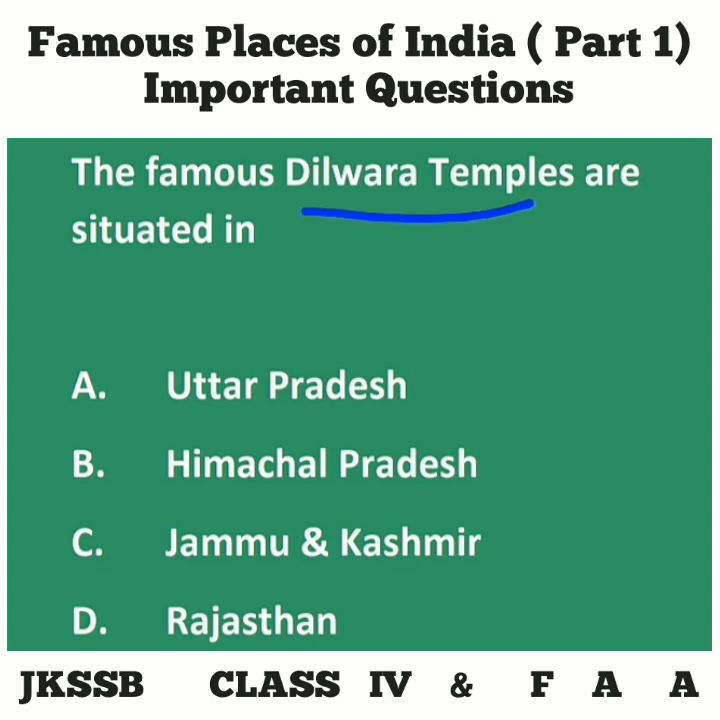 Famous Places of India ( Part 1)
Important Questions
The famous Dilwara Temples are
situated in
A. Uttar Pradesh
B. Himachal Pradesh
C. Jammu & Kashmir
D. Rajasthan
JKSSB CLASS IV & F A A